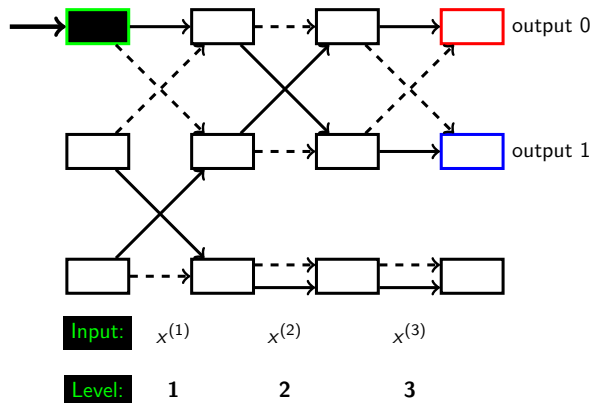 output 0
output 1
Input: x^{(1)} x^{(2)} x^{(3)}
Level: 1 2 3